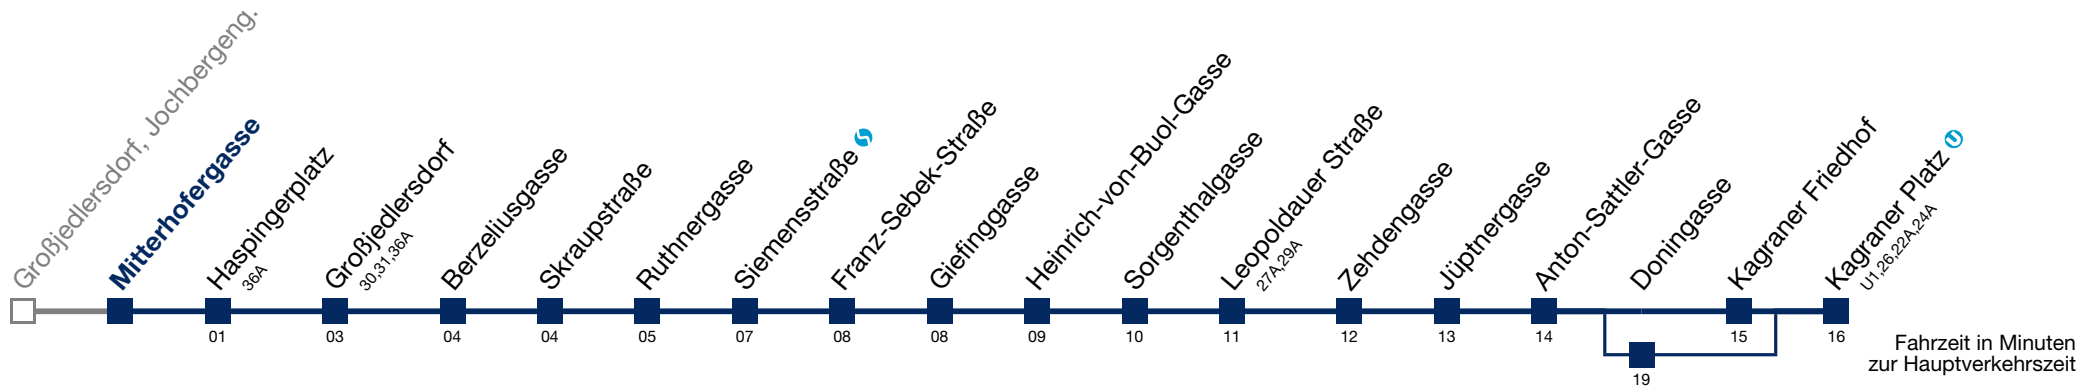 Großjedlersdorf, Jochbergeng.
Mitterhofergasse
Haspingerplatz
36A
Großjedlersdorf
30,31,36A
Berzeliusgasse
Skraupstraße
Ruthnergasse
Siemensstraße S
Franz-Sebek-Straße
Giefinggasse
Heinrich-von-Buol-Gasse
Sorgenthalgasse
Leopoldauer Straße
27A,29A
Zehdengasse
Jüptnergasse
Anton-Sattler-Gasse
Doningasse
Kagraner Friedhof
Kagraner Platz U
U1,26,22A,24A
01 03 04 04 05 07 08 08 09 10 11 12 13 14 15 16
19
Fahrzeit in Minuten
zur Hauptverkehrszeit